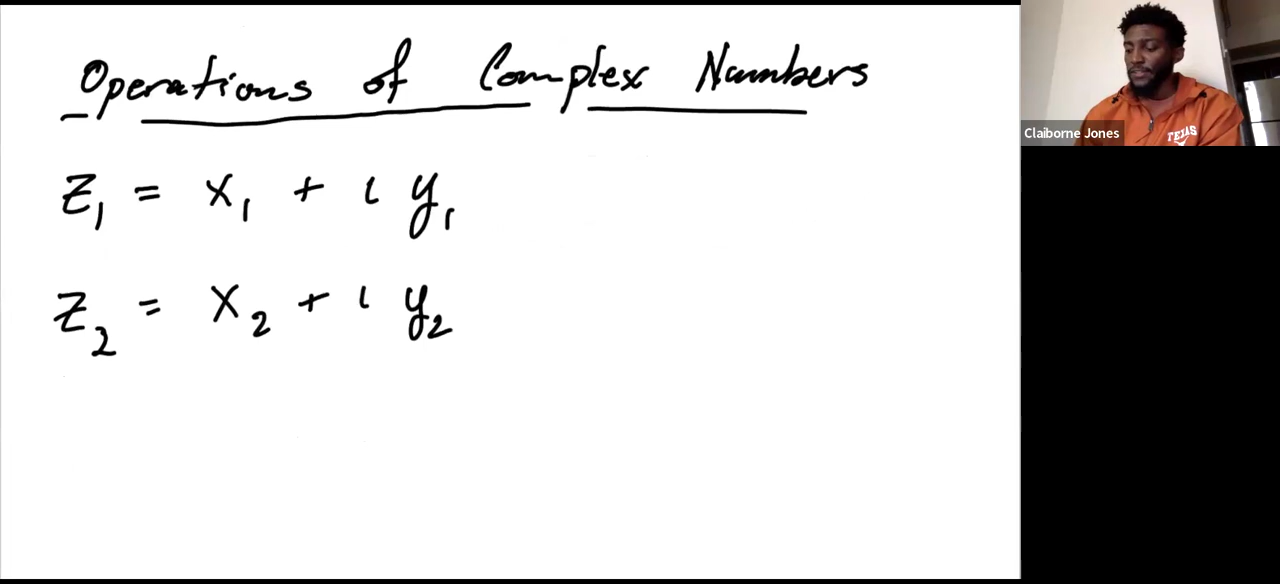 Operations of Complex Numbers
z₁ = x₁ + i y₁
z₂ = x₂ + i y₂
Claiborne Jones
TEXAS